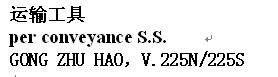 运输工具
per conveyance S.S.
GONG ZHU HAO, V.225N/225S